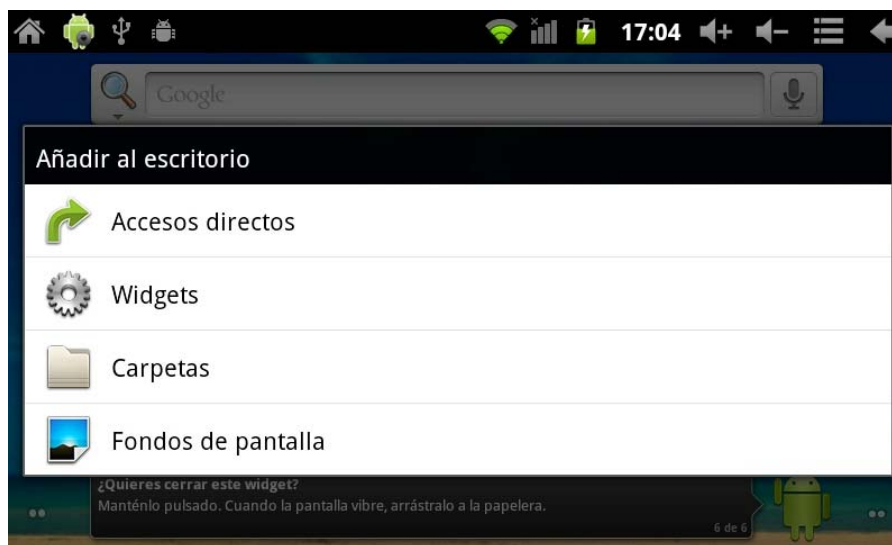 17:04
Google
Añadir al escritorio
Accesos directos
Widgets
Carpetas
Fondos de pantalla
¿Quieres cerrar este widget?
Manténlo pulsado. Cuando la pantalla vibre, arrástralo a la papelera.
6 de 6